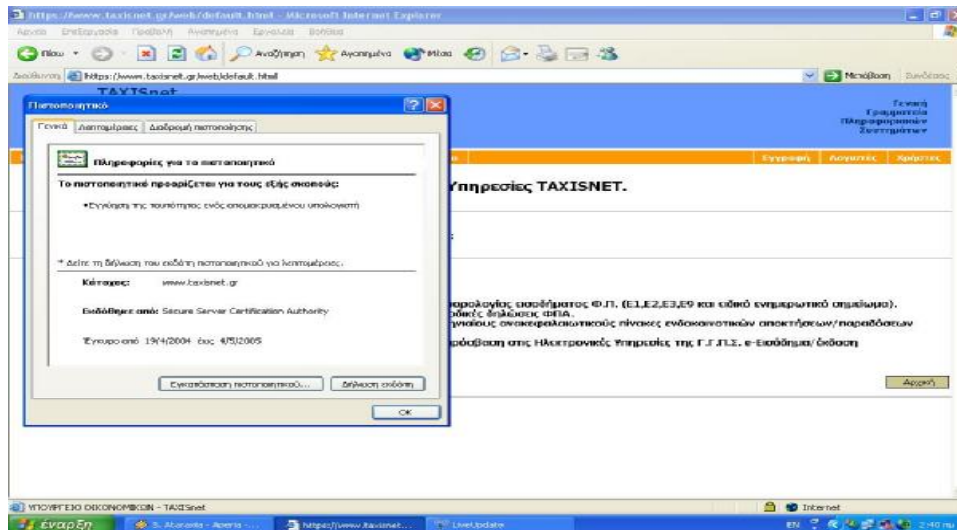 https://www.taxisnet.gr/web/default.html - Microsoft Internet Explorer
Αρχείο Επεξεργασία Προβολή Αγαπημένα Εργαλεία Βοήθεια
Πίσω Αναζήτηση Αγαπημένα Μέσα
Διεύθυνση https://www.taxisnet.gr/web/default.html Μετάβαση Συνδέσεις
TAXISnet
Γενική
Γραμματεία
Πληροφοριακών
Συστημάτων
Εγγραφή Λογιστές Χρήστες
Πιστοποιητικό
Γενικά Λεπτομέρειες Διαδρομή πιστοποίησης
Πληροφορίες για το πιστοποιητικό
Το πιστοποιητικό προορίζεται για τους εξής σκοπούς:
•Εγγύηση της ταυτότητας ενός απομακρυσμένου υπολογιστή
* Δείτε τη δήλωση του εκδότη πιστοποιητικού για λεπτομέρειες.
Κάτοχος: www.taxisnet.gr
Εκδόθηκε από: Secure Server Certification Authority
Έγκυρο από 19/4/2004 έως 4/5/2005
Εγκατάσταση πιστοποιητικού... Δήλωση εκδότη
OK
Υπηρεσίες TAXISNET.
φορολογίας εισοδήματος Φ.Π. (Ε1,Ε2,Ε3,Ε9 και ειδικό ενημερωτικό σημείωμα).
δηλώσεις ΦΠΑ.
ανακεφαλαιωτικούς πίνακες ενδοκοινοτικών αποκτήσεων/παραδόσεων
πρόσβαση στις Ηλεκτρονικές Υπηρεσίες της Γ.Γ.Π.Σ. e-Εισόδημα/έκδοση
Αρχική
ΥΠΟΥΡΓΕΙΟ ΟΙΚΟΝΟΜΙΚΩΝ - TAXISnet Internet
έναρξη https://www.taxisnet... LiveUpdate EN 2:40 πμ